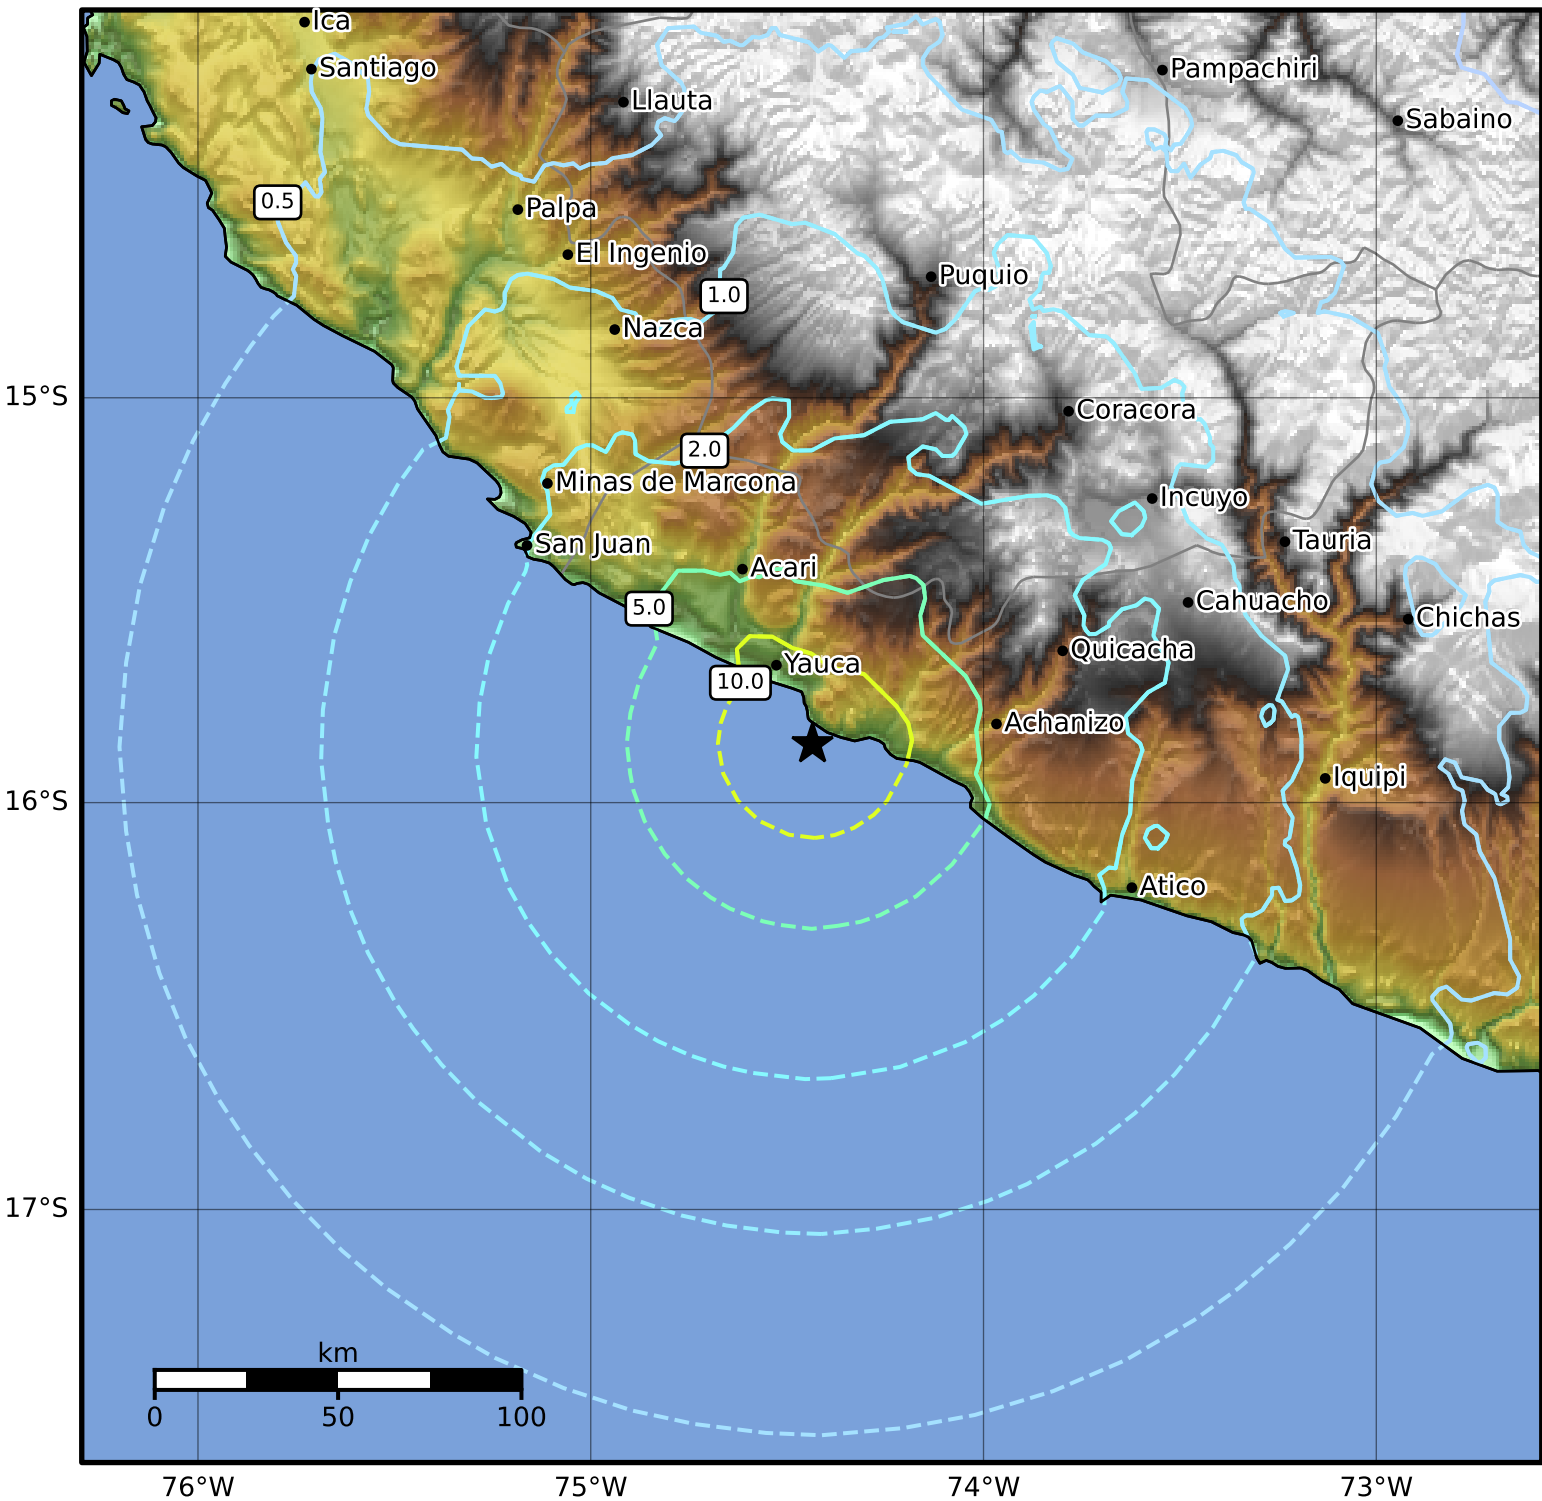 Ica
Santiago
Pampachiri
Llauta
Sabaino
0.5
Palpa
El Ingenio
Puquio
1.0
Nazca
15°S
Coracora
2.0
Minas de Marcona
Incuyo
San Juan
Tauria
Acari
5.0
Cahuacho
Chichas
Quicacha
Yauca
10.0
Achanizo
Iquipi
16°S
Atico
17°S
km
0 50 100
76°W 75°W 74°W 73°W